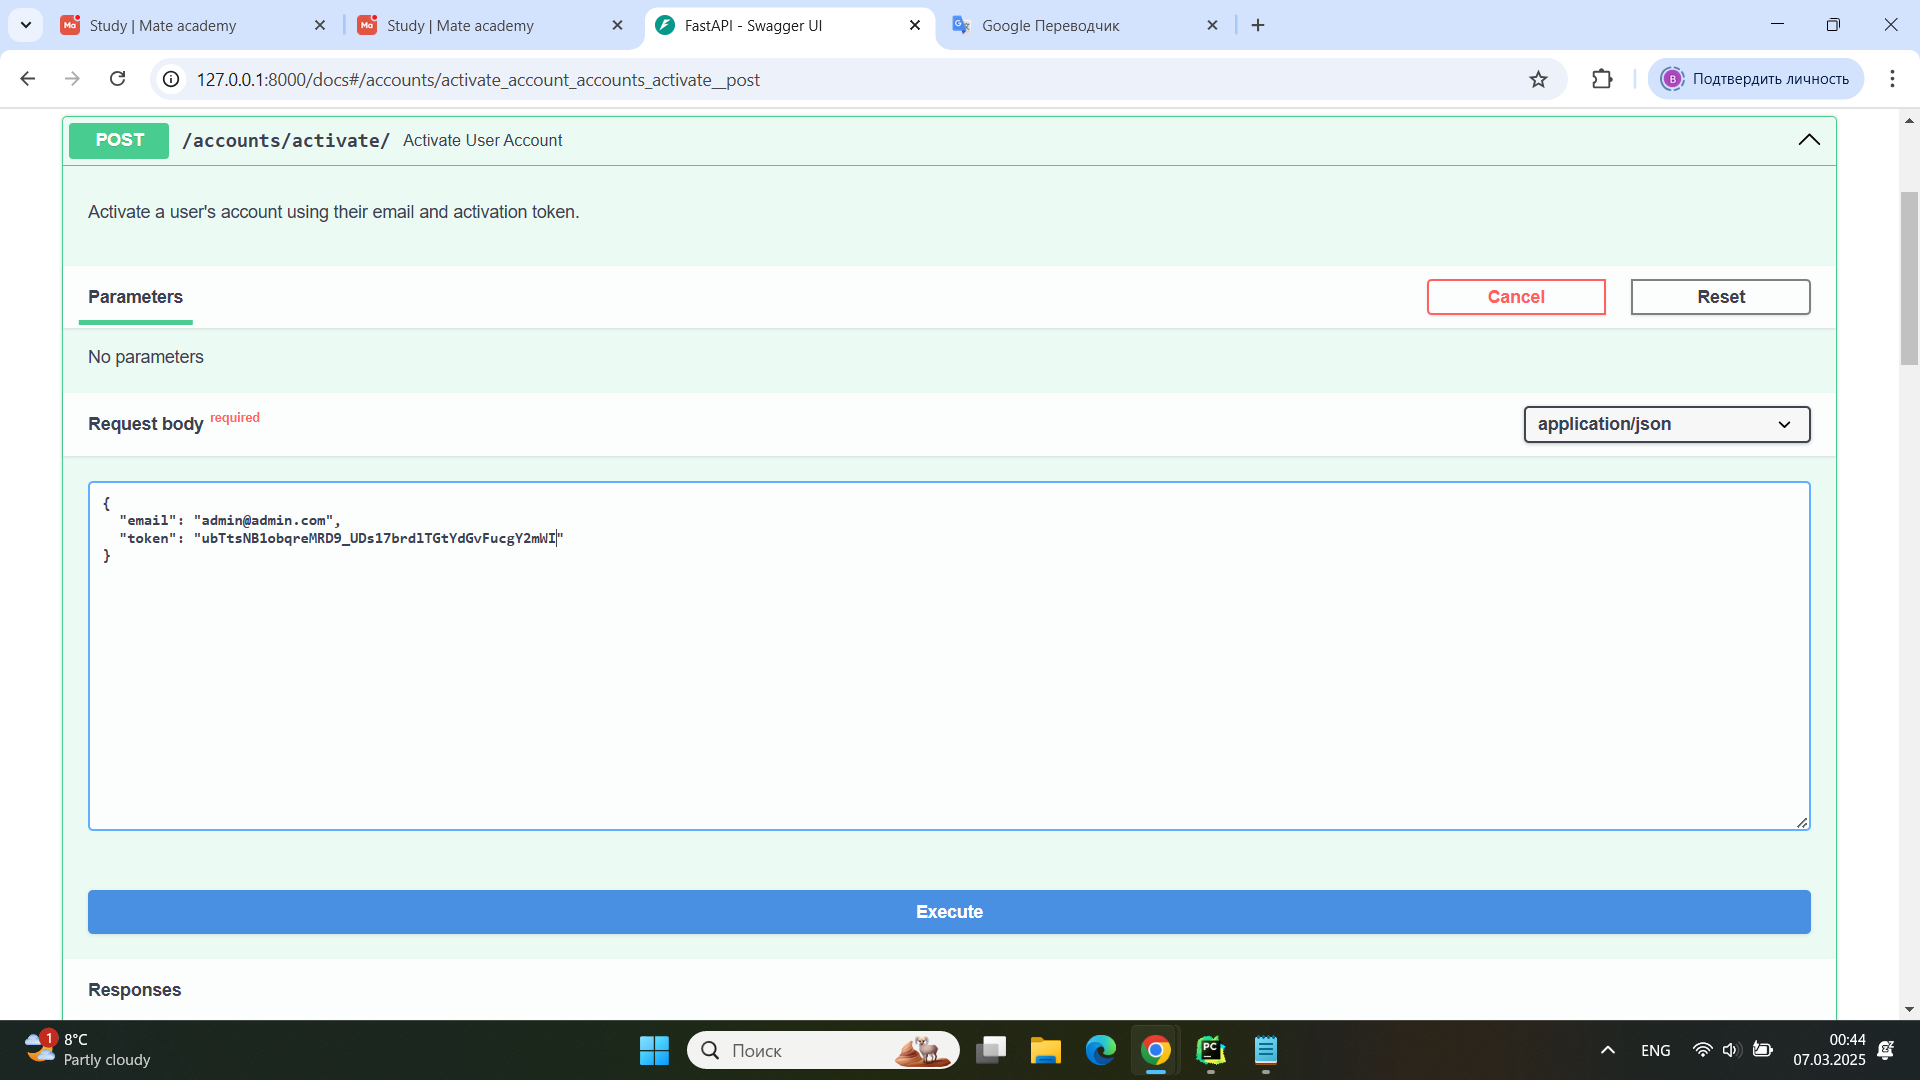 Study | Mate academy
Study | Mate academy
FastAPI - Swagger UI
Google Переводчик
127.0.0.1:8000/docs#/accounts/activate_account_accounts_activate__post
Подтвердить личность
POST /accounts/activate/ Activate User Account
Activate a user's account using their email and activation token.
Parameters
Cancel
Reset
No parameters
Request body required
application/json
{
"email": "admin@admin.com",
"token": "ubTtsNB1obqreMRD9_UDs17brdlTGtYdGvFucgY2mWI"
}
Execute
Responses
1
8°C
Partly cloudy
Поиск
ENG
00:44
07.03.2025